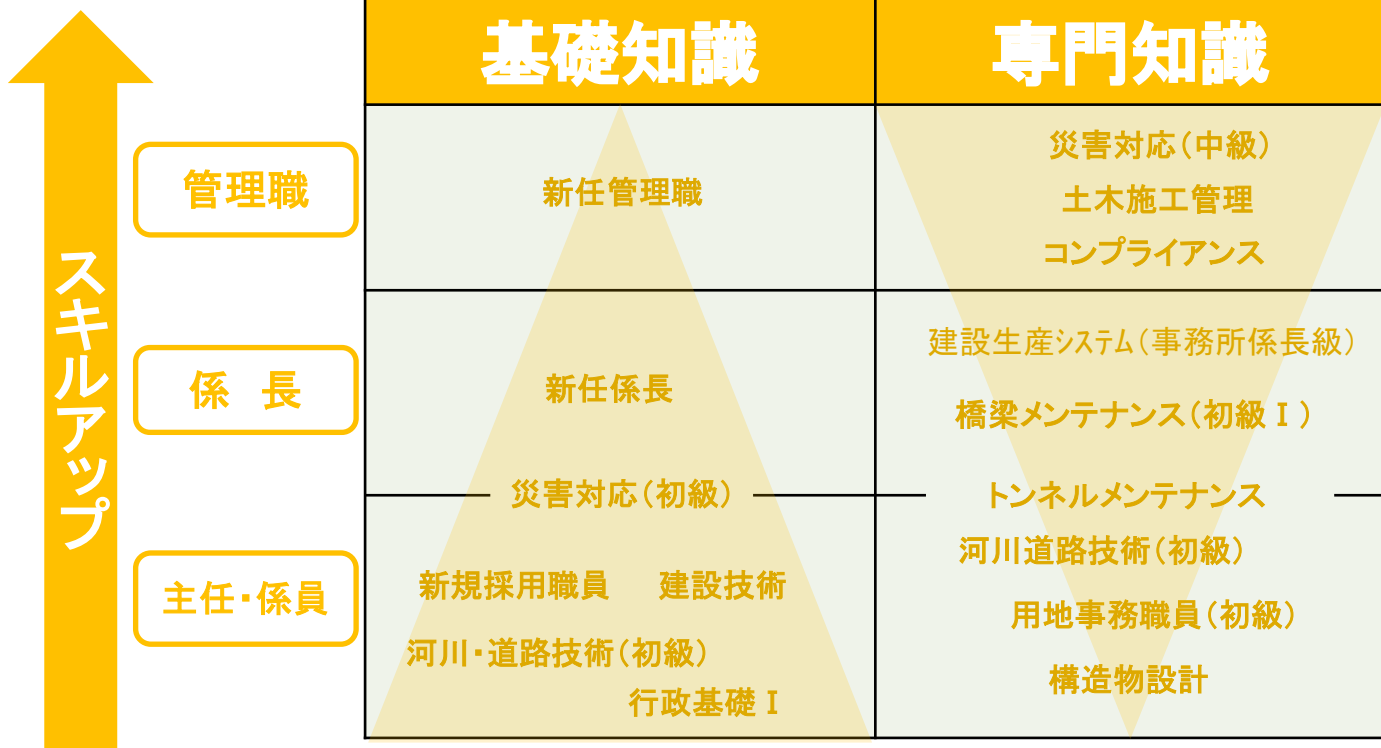 スキルアップ
基礎知識
専門知識
管理職
新任管理職
災害対応(中級)
土木施工管理
コンプライアンス
係 長
新任係長
建設生産システム(事務所係長級)
橋梁メンテナンス(初級Ⅰ)
災害対応(初級)
トンネルメンテナンス
主任・係員
新規採用職員 建設技術
河川・道路技術(初級)
行政基礎Ⅰ
河川道路技術(初級)
用地事務職員(初級)
構造物設計